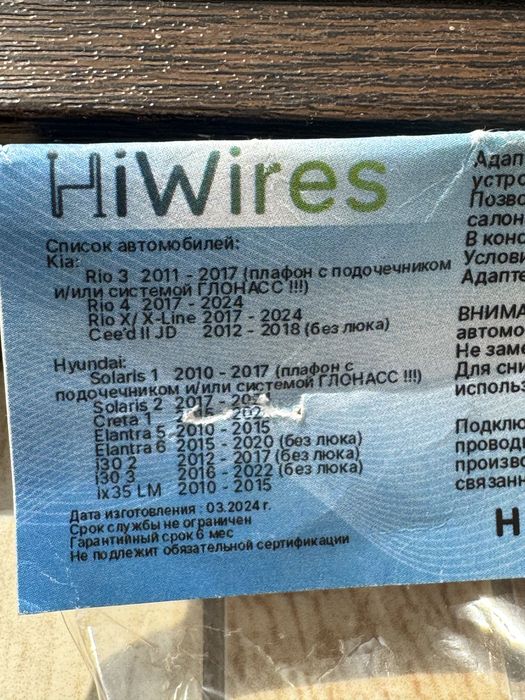 HiWires
Список автомобилей:
Kia:
Rio 3 2011 - 2017 (плафон с подочечником
и/или системой ГЛОНАСС !!!)
Rio 4 2017 - 2024
Rio X/ X-Line 2017 - 2024
Cee'd II JD 2012 - 2018 (без люка)
Hyundai:
Solaris 1 2010 - 2017 (плафон с
подочечником и/или системой ГЛОНАСС !!!)
Solaris 2 2017 -
Creta 1
Elantra 5 2010 - 2015
Elantra 6 2015 - 2020 (без люка)
i30 2 2012 - 2017 (без люка)
i30 3 2016 - 2022 (без люка)
ix35 LM 2010 - 2015
Дата изготовления : 03.2024 г.
Срок службы не ограничен
Гарантийный срок 6 мес
Не подлежит обязательной сертификации
Адап
устро
Позво
салон
В конс
Услови
Адапте
ВНИМА
автомо
Не заме
Для сни
использ
Подклю
провод
произво
связанн
Н